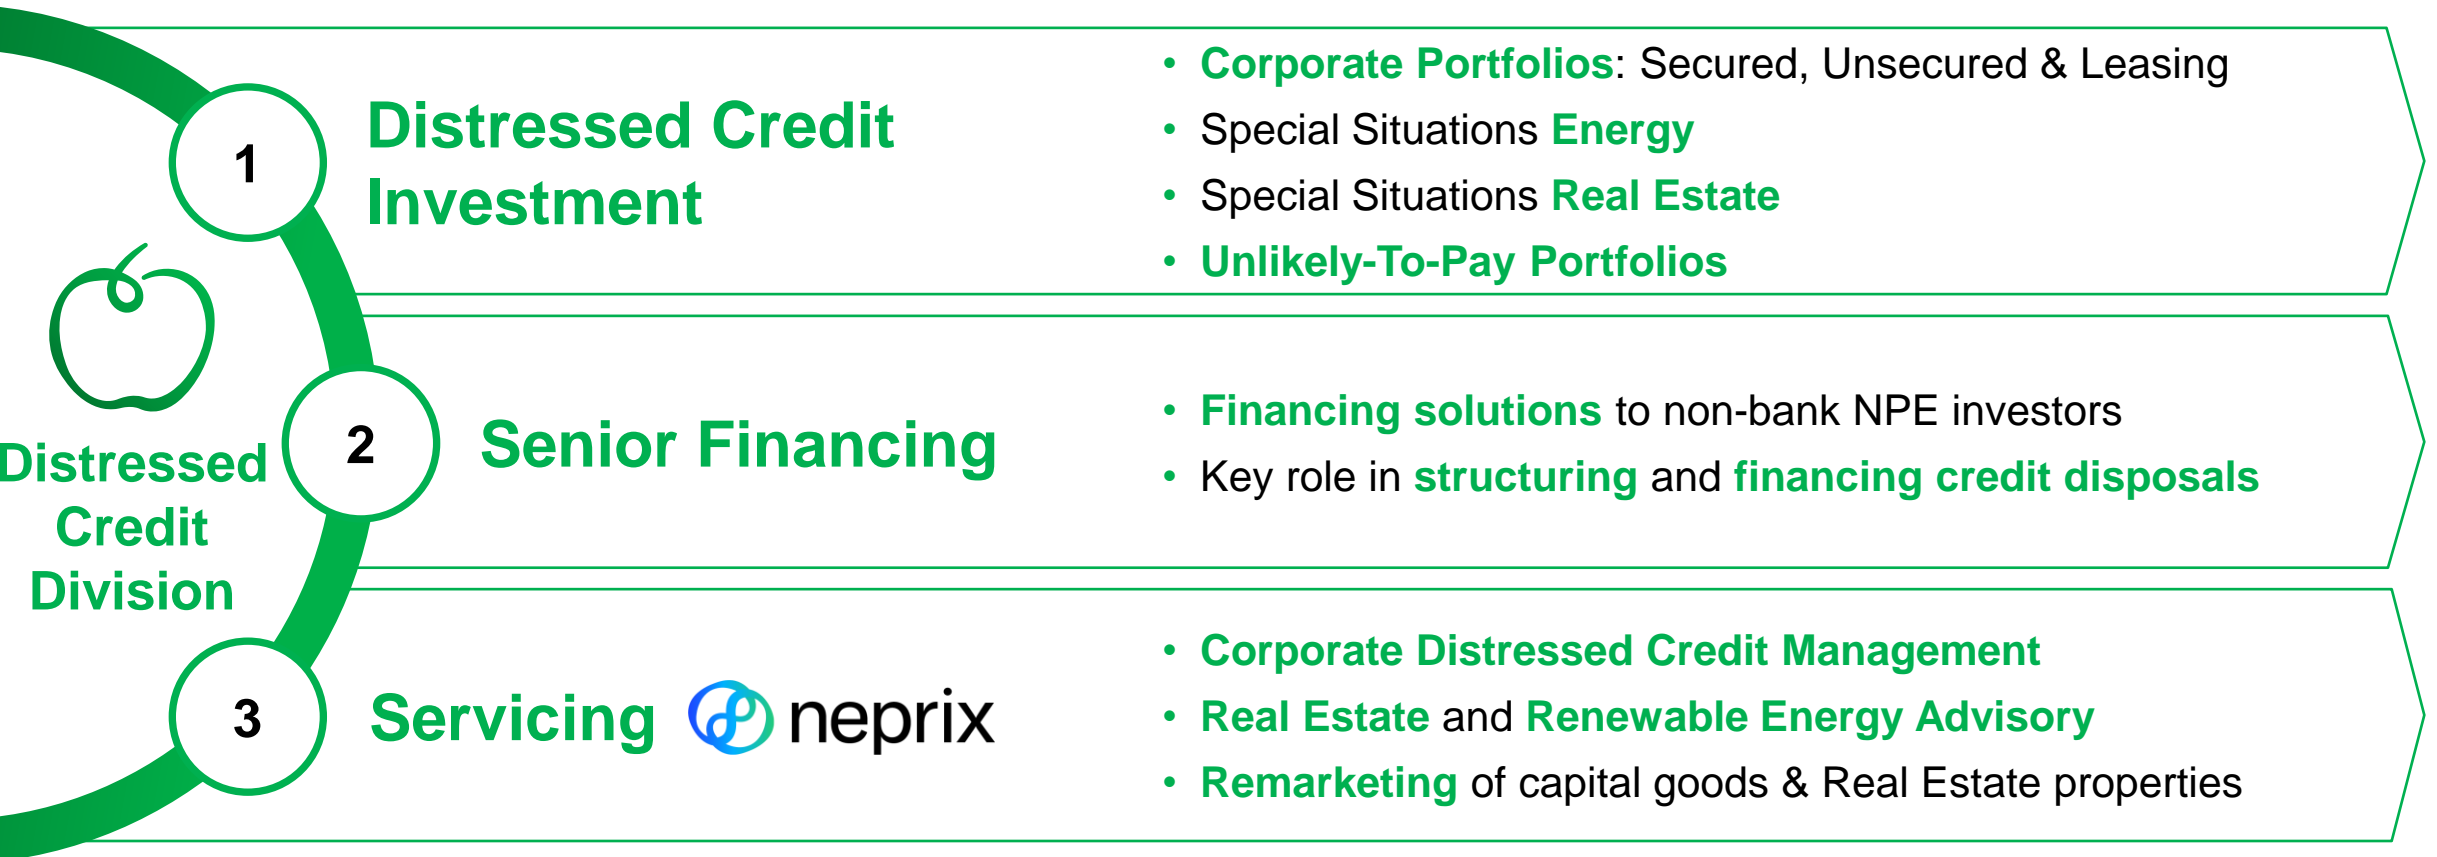 Distressed
Credit
Division
1
Distressed Credit
Investment
• Corporate Portfolios: Secured, Unsecured & Leasing
• Special Situations Energy
• Special Situations Real Estate
• Unlikely-To-Pay Portfolios
2
Senior Financing
• Financing solutions to non-bank NPE investors
• Key role in structuring and financing credit disposals
3
Servicing neprix
• Corporate Distressed Credit Management
• Real Estate and Renewable Energy Advisory
• Remarketing of capital goods & Real Estate properties